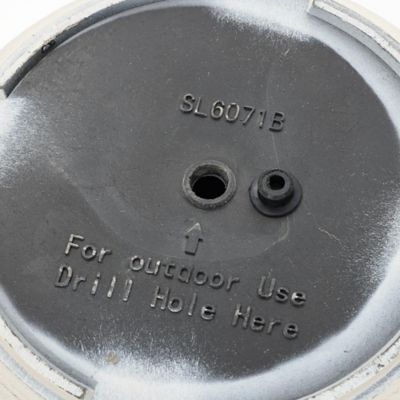 SL6071B
For outdoor Use
Drill Hole Here